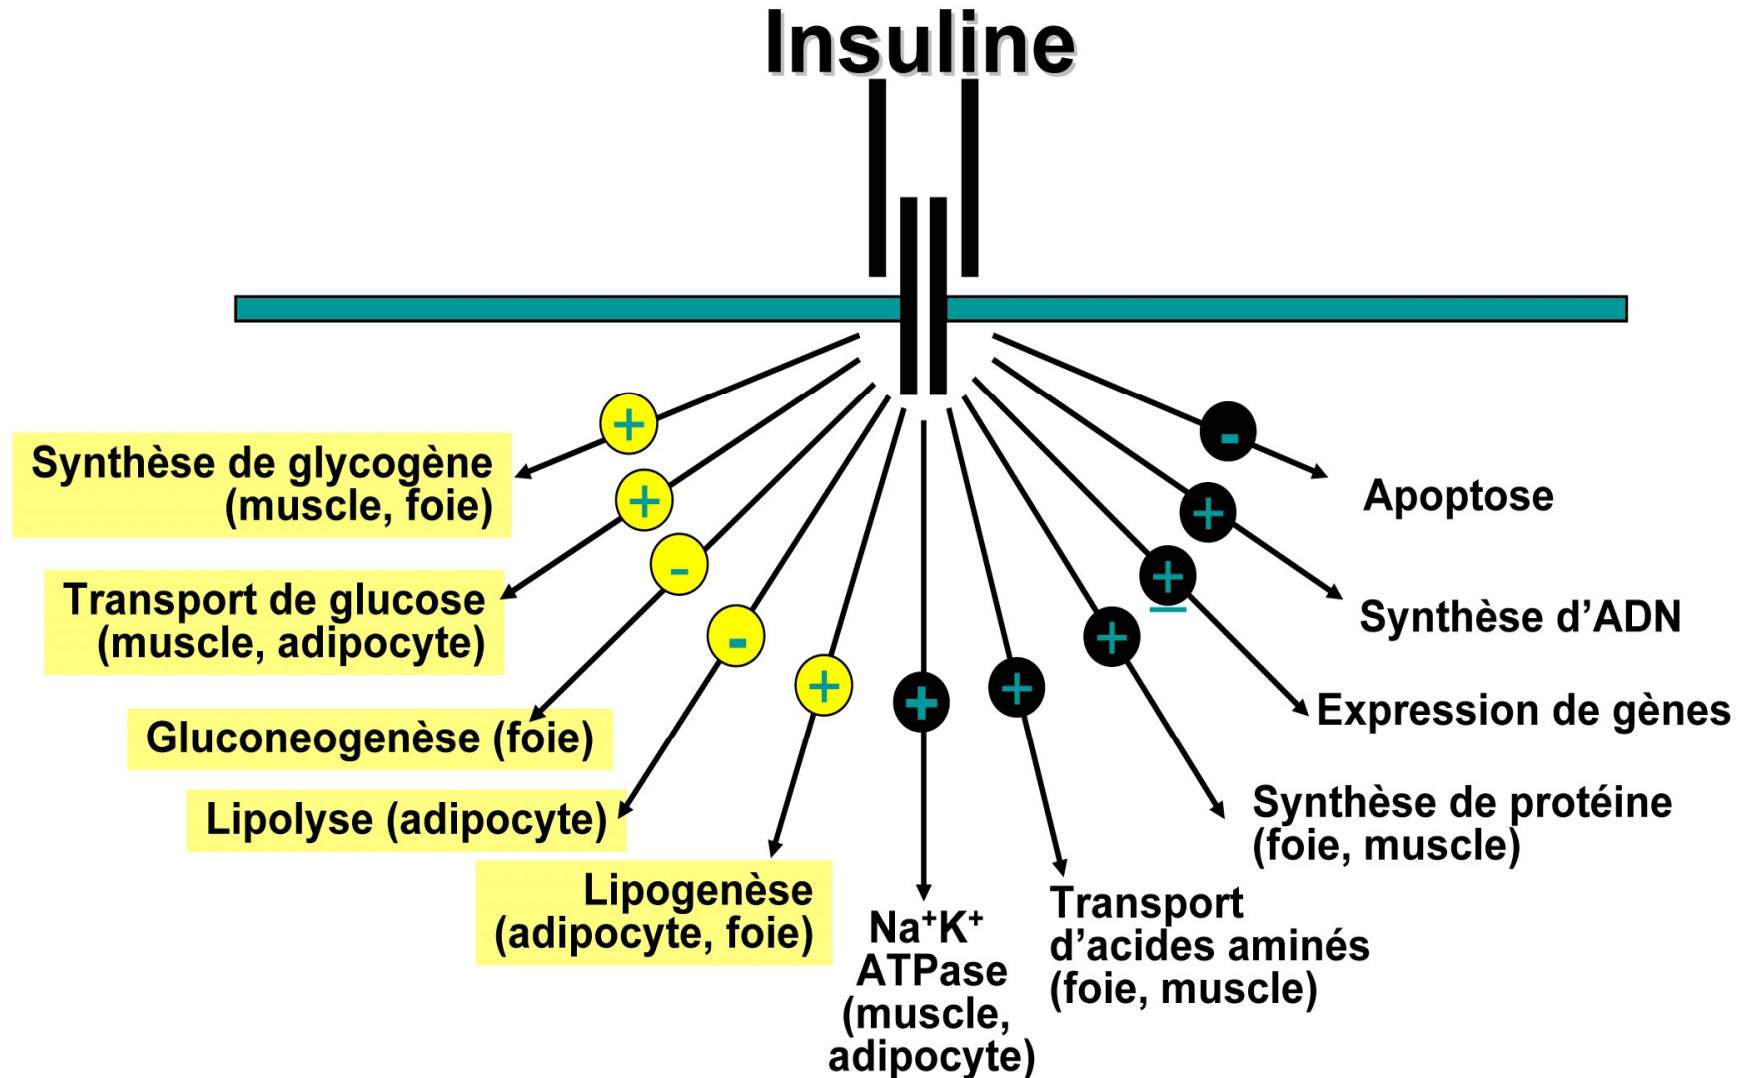 Insuline
+
Synthèse de glycogène
(muscle, foie)
+
Transport de glucose
(muscle, adipocyte)
-
Gluconeogenèse (foie)
-
Lipolyse (adipocyte)
+
Lipogenèse
(adipocyte, foie)
+
Na⁺K⁺
ATPase
(muscle,
adipocyte)
+
Transport
d’acides aminés
(foie, muscle)
+
Synthèse de protéine
(foie, muscle)
±
Expression de gènes
+
Synthèse d’ADN
-
Apoptose